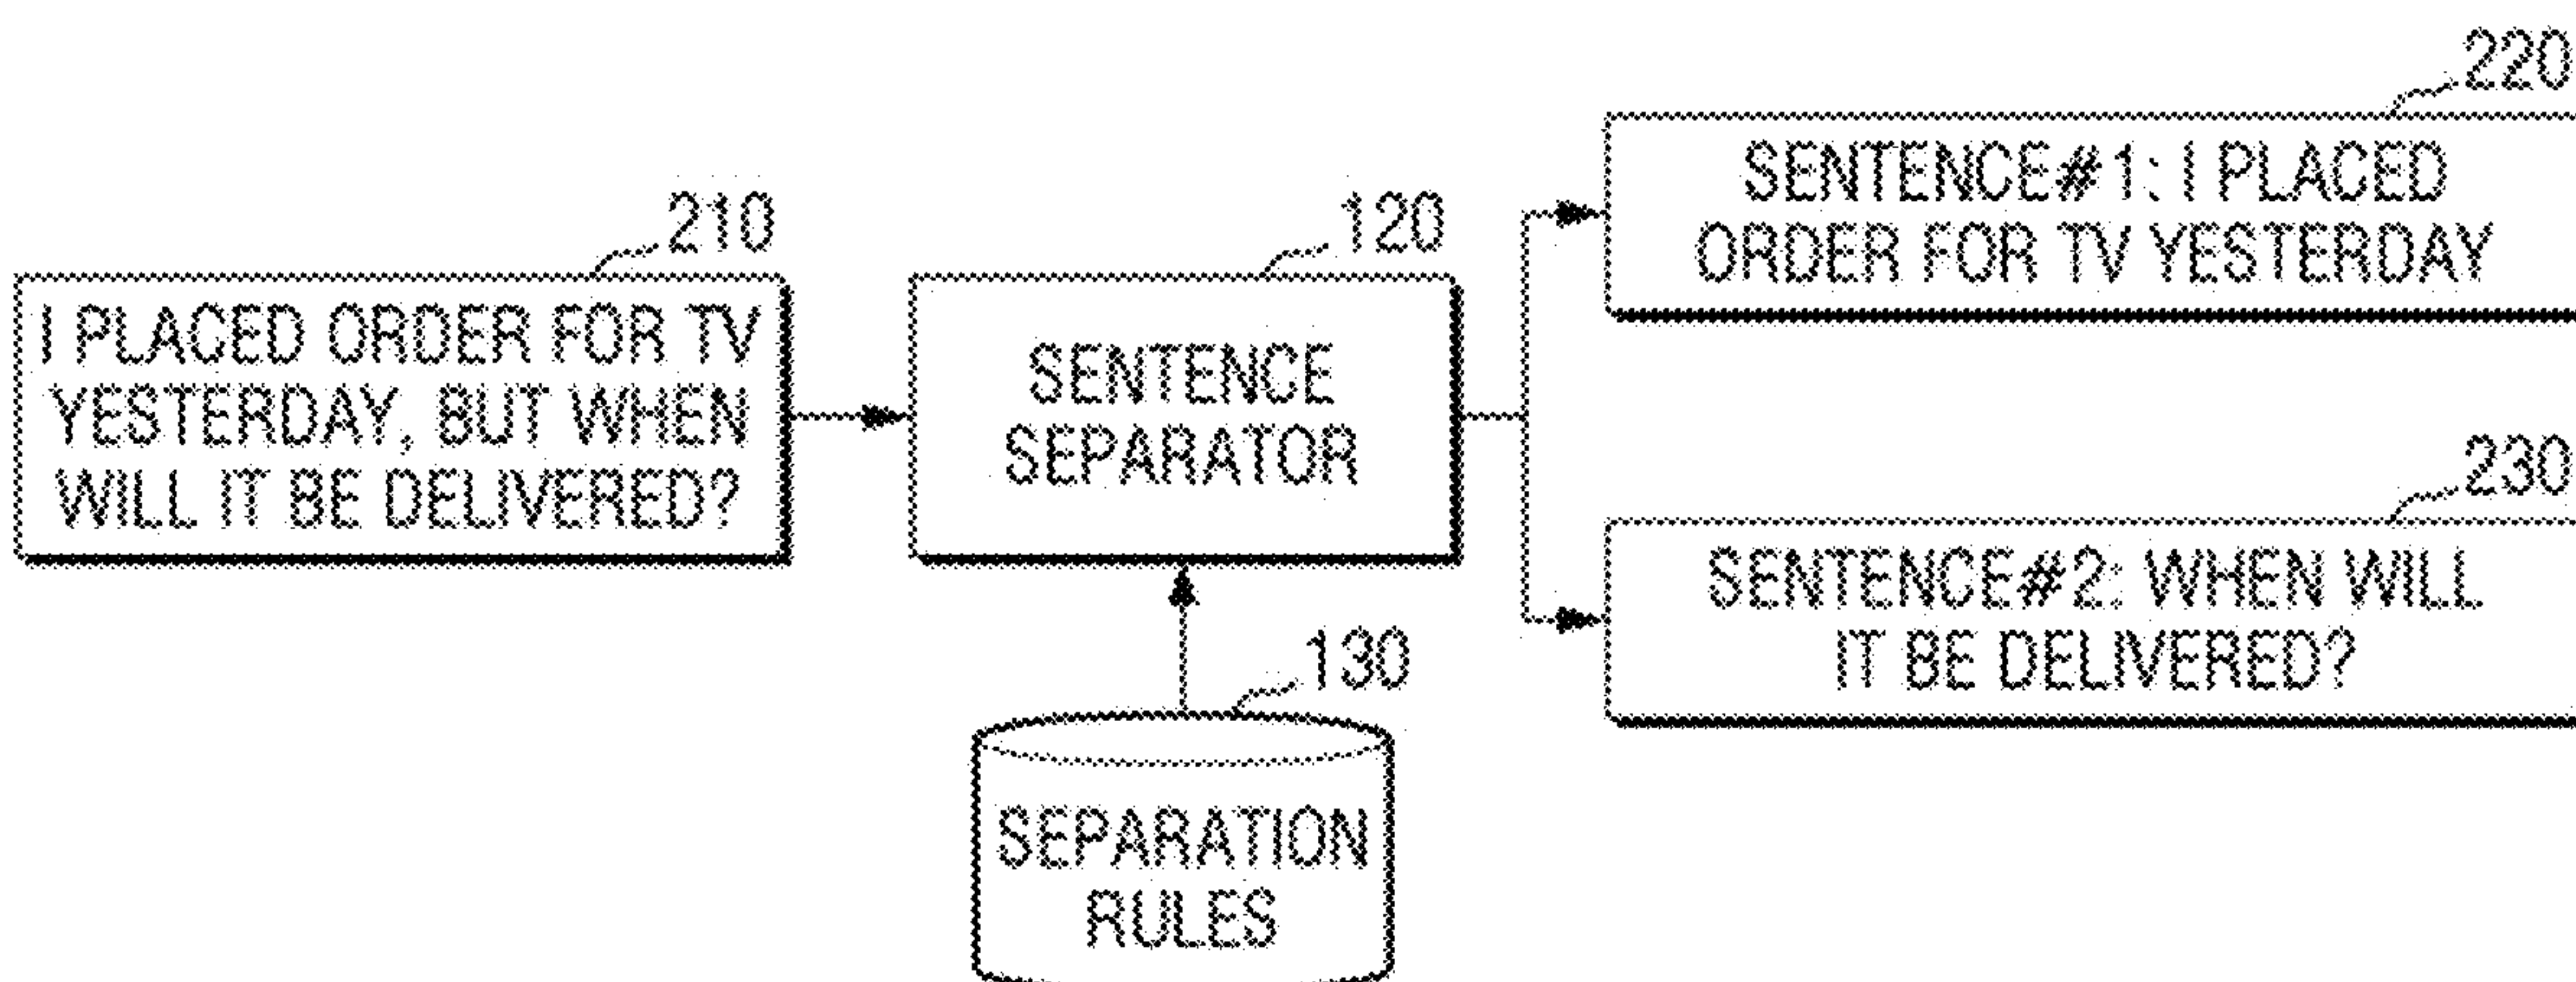 210
I PLACED ORDER FOR TV
YESTERDAY, BUT WHEN
WILL IT BE DELIVERED?
120
SENTENCE
SEPARATOR
130
SEPARATION
RULES
220
SENTENCE#1: I PLACED
ORDER FOR TV YESTERDAY
230
SENTENCE#2: WHEN WILL
IT BE DELIVERED?